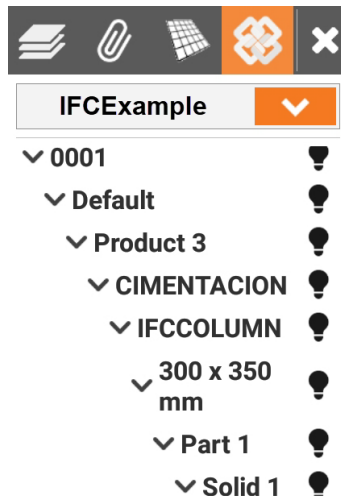 IFCExample
0001
Default
Product 3
CIMENTACION
IFCCOLUMN
300 x 350
mm
Part 1
Solid 1